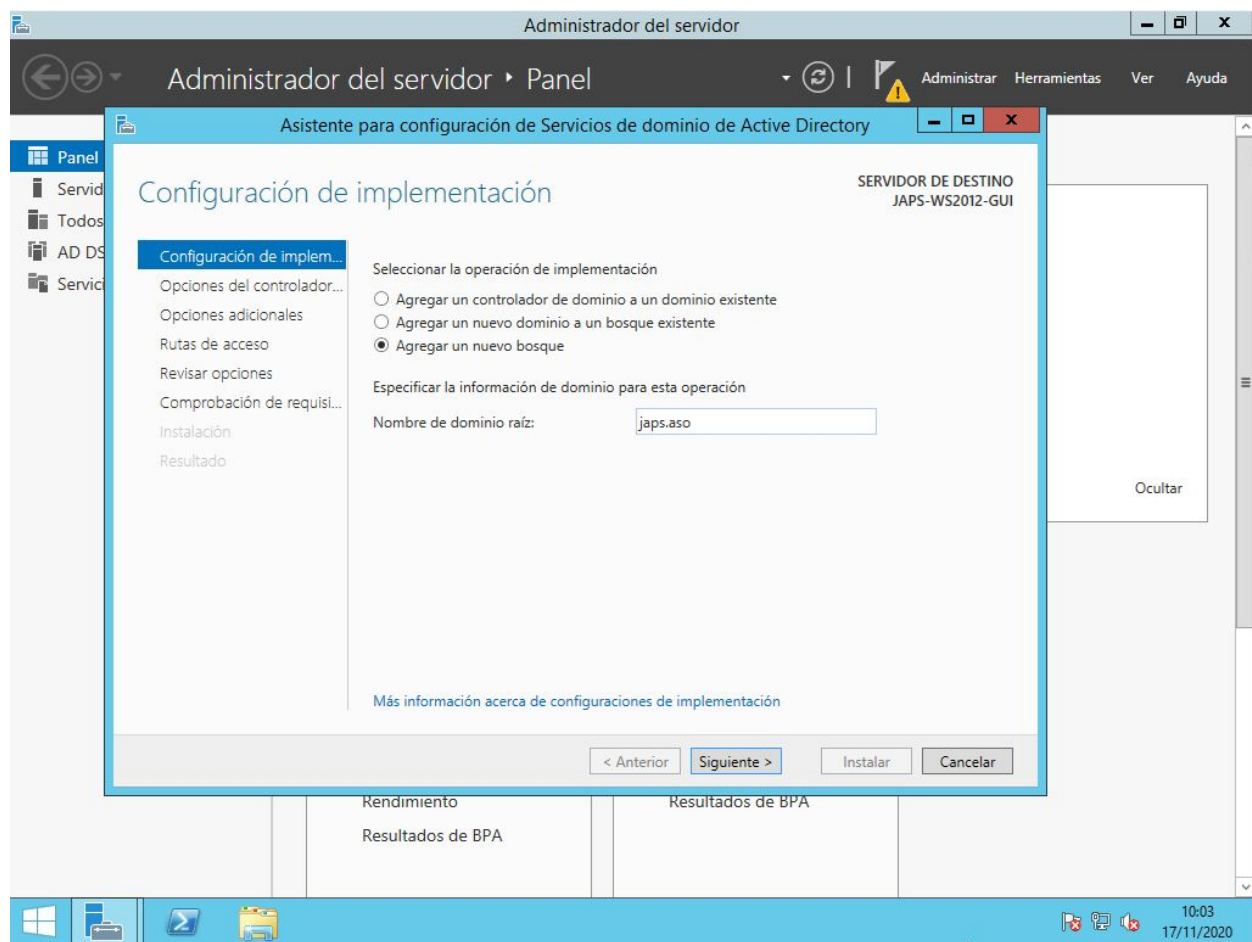 Administrador del servidor
Administrador del servidor ‣ Panel
Administrar Herramientas Ver Ayuda
Asistente para configuración de Servicios de dominio de Active Directory
Panel
Servid
Todos
AD DS
Servici
Configuración de implementación
SERVIDOR DE DESTINO
JAPS-WS2012-GUI
Configuración de implem...
Opciones del controlador...
Opciones adicionales
Rutas de acceso
Revisar opciones
Comprobación de requisi...
Instalación
Resultado
Seleccionar la operación de implementación
Agregar un controlador de dominio a un dominio existente
Agregar un nuevo dominio a un bosque existente
Agregar un nuevo bosque
Especificar la información de dominio para esta operación
Nombre de dominio raíz: japs.aso
Más información acerca de configuraciones de implementación
< Anterior Siguiente > Instalar Cancelar
Ocultar
Rendimiento
Resultados de BPA
Resultados de BPA
10:03
17/11/2020